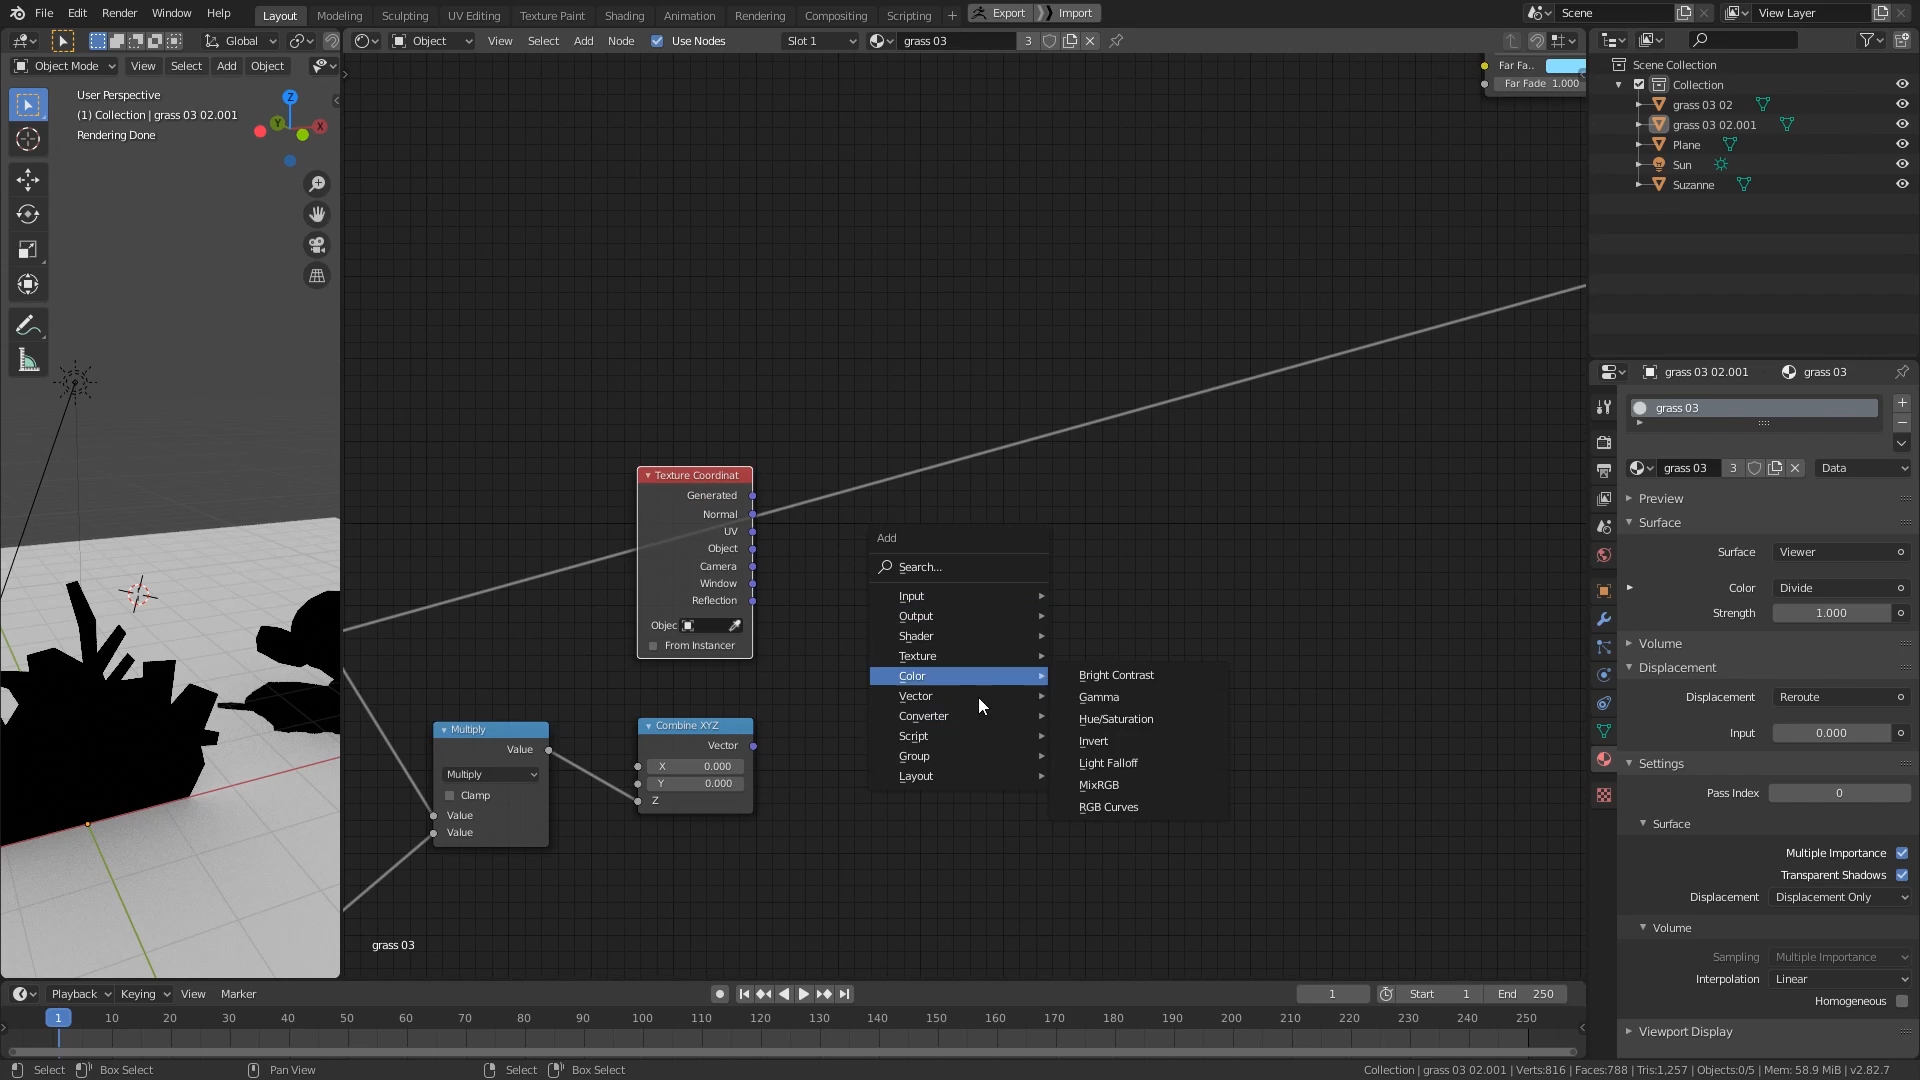 File Edit Render Window Help Layout Modeling Sculpting UV Editing Texture Paint Shading Animation Rendering Compositing Scripting + Export Import Scene View Layer
Global Object View Select Add Node Use Nodes Slot 1 grass 03 3
Object Mode View Select Add Object
User Perspective
(1) Collection | grass 03 02.001
Rendering Done
Z
Y
X
Far Fa..
Far Fade 1.000
Scene Collection
Collection
grass 03 02
grass 03 02.001
Plane
Sun
Suzanne
Texture Coordinat
Generated
Normal
UV
Object
Camera
Window
Reflection
Objec
From Instancer
Multiply
Value
Multiply
Clamp
Value
Value
Combine XYZ
Vector
X 0.000
Y 0.000
Z
Add
Search...
Input
Output
Shader
Texture
Color
Vector
Converter
Script
Group
Layout
Bright Contrast
Gamma
Hue/Saturation
Invert
Light Falloff
MixRGB
RGB Curves
grass 03
grass 03 02.001 grass 03
grass 03
grass 03 3 Data
Preview
Surface
Surface Viewer
Color Divide
Strength 1.000
Volume
Displacement
Displacement Reroute
Input 0.000
Settings
Pass Index 0
Surface
Multiple Importance
Transparent Shadows
Displacement Displacement Only
Volume
Sampling Multiple Importance
Interpolation Linear
Homogeneous
Viewport Display
Playback Keying View Marker 1 Start 1 End 250
1 10 20 30 40 50 60 70 80 90 100 110 120 130 140 150 160 170 180 190 200 210 220 230 240 250
Select Box Select Pan View Select Box Select Collection | grass 03 02.001 | Verts:816 | Faces:788 | Tris:1,257 | Objects:0/5 | Mem: 58.9 MiB | v2.82.7